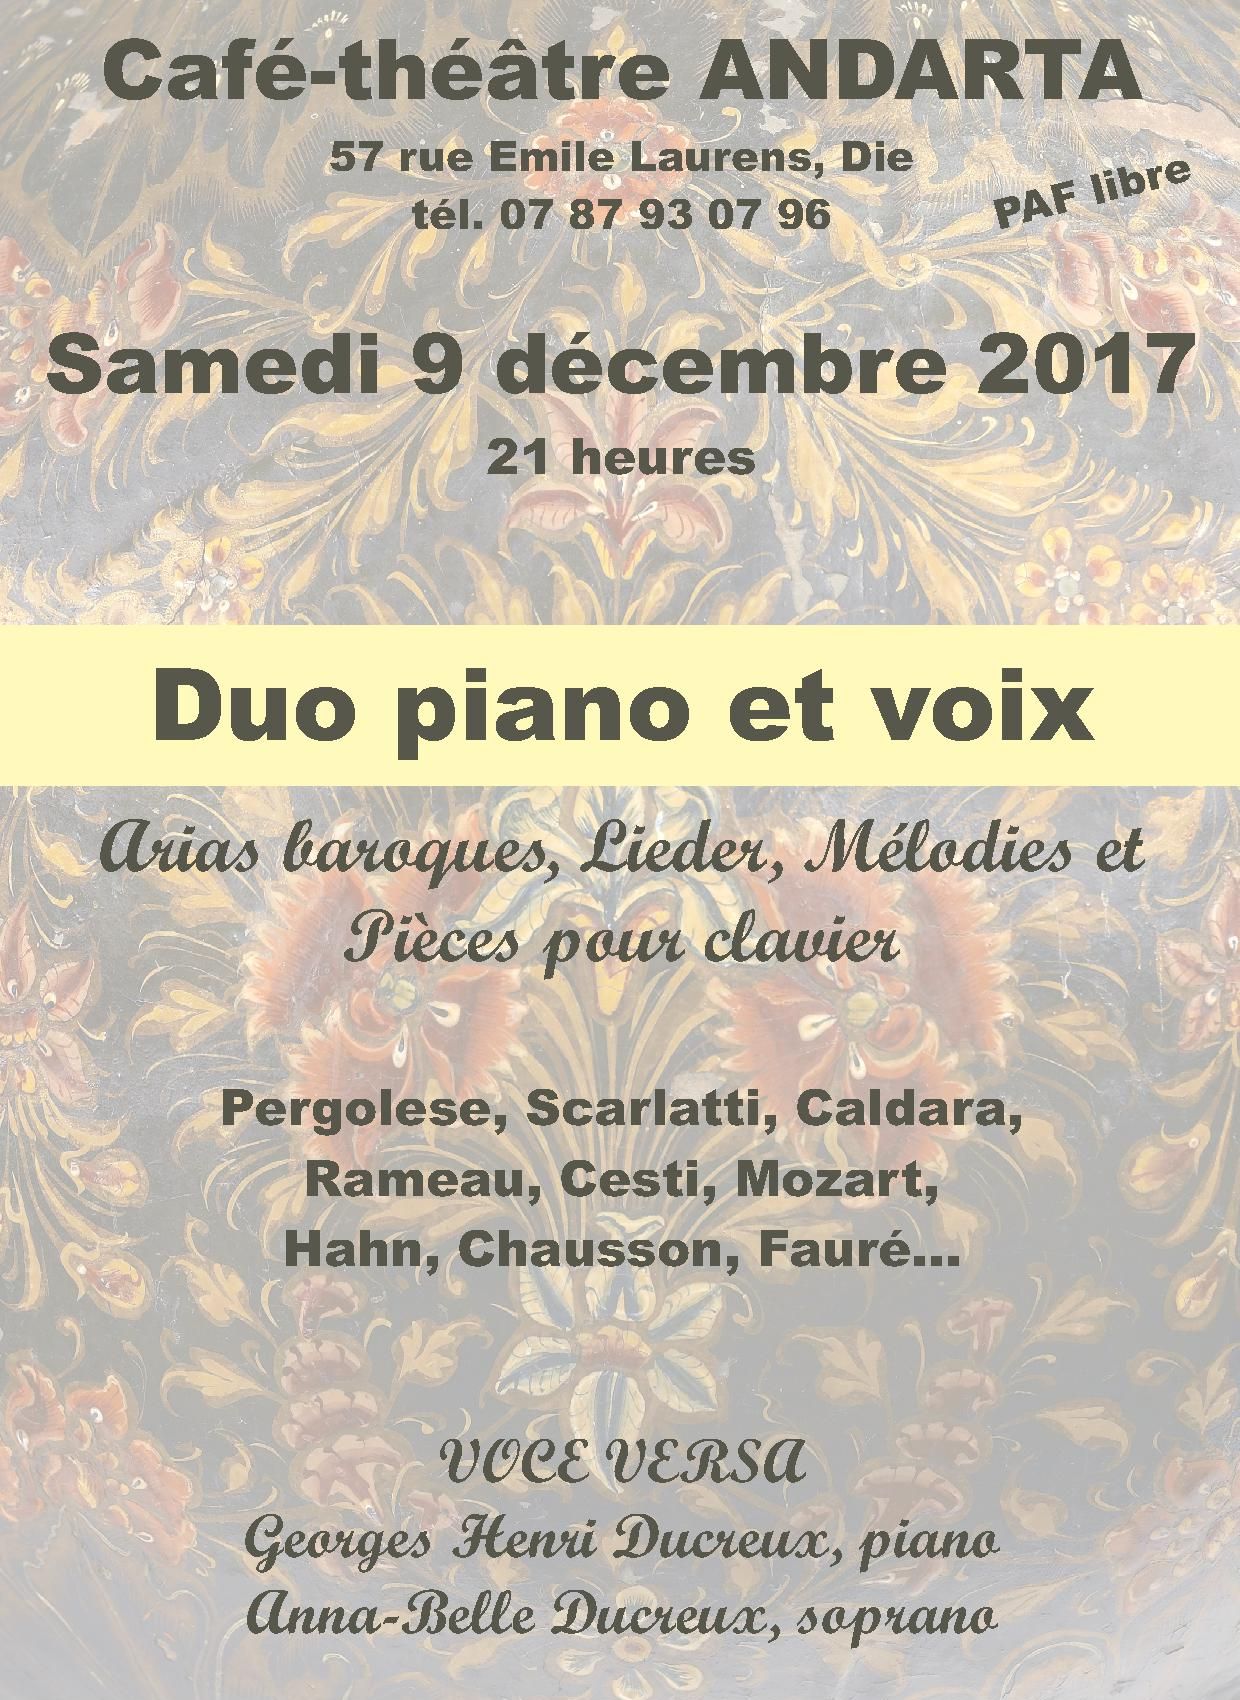 Café-théâtre ANDARTA
57 rue Emile Laurens, Die
tél. 07 87 93 07 96
PAF libre
Samedi 9 décembre 2017
21 heures
Duo piano et voix
Arias baroques, Lieder, Mélodies et
Pièces pour clavier
Pergolese, Scarlatti, Caldara,
Rameau, Cesti, Mozart,
Hahn, Chausson, Fauré...
VOCE VERSA
Georges Henri Ducreux, piano
Anna-Belle Ducreux, soprano